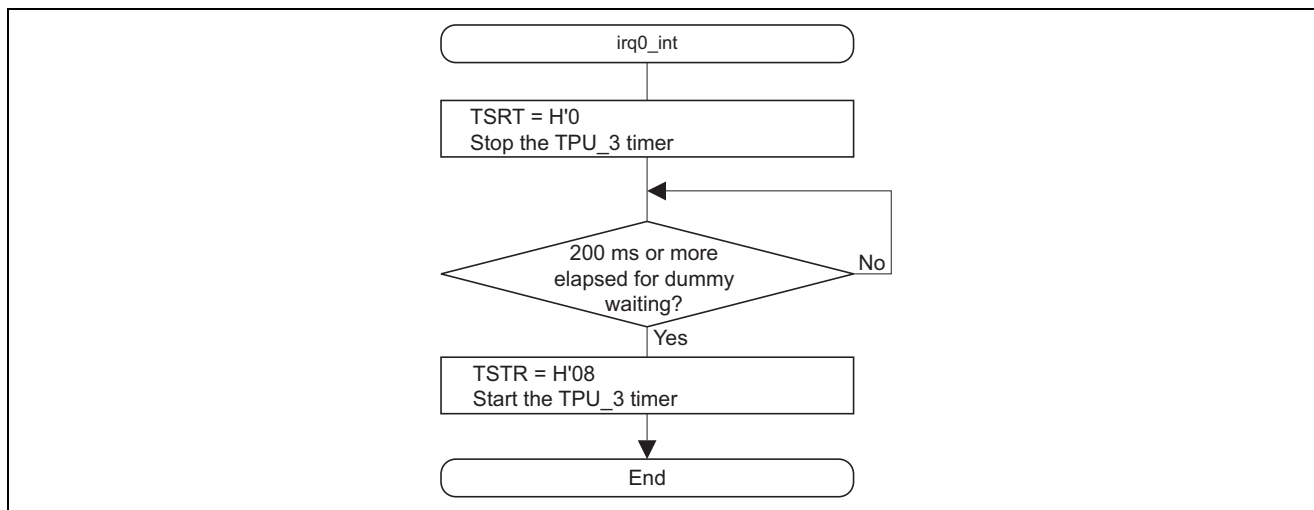 irq0_int
TSRT = H'0
Stop the TPU_3 timer
200 ms or more
elapsed for dummy
waiting?
No
Yes
TSTR = H'08
Start the TPU_3 timer
End